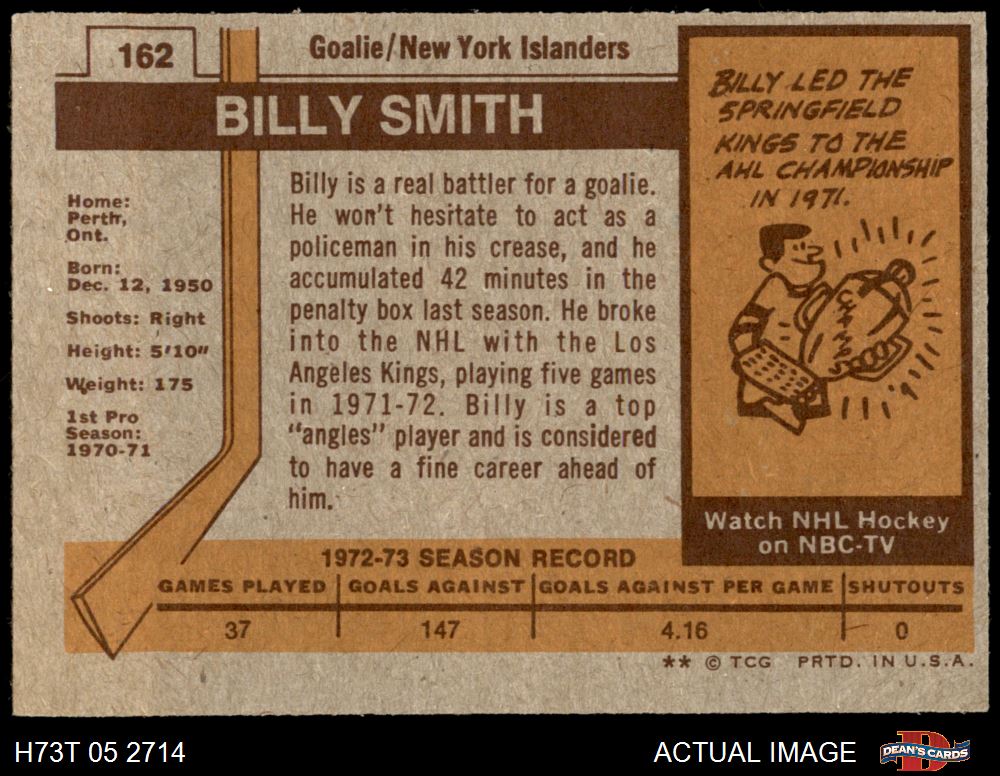 162
Goalie/New York Islanders
BILLY SMITH
Home:
Perth,
Ont.
Born:
Dec. 12, 1950
Shoots: Right
Height: 5'10"
Weight: 175
1st Pro
Season:
1970-71
Billy is a real battler for a goalie.
He won't hesitate to act as a
policeman in his crease, and he
accumulated 42 minutes in the
penalty box last season. He broke
into the NHL with the Los
Angeles Kings, playing five games
in 1971-72. Billy is a top
"angles" player and is considered
to have a fine career ahead of
him.
BILLY LED THE
SPRINGFIELD
KINGS TO THE
AHL CHAMPIONSHIP
IN 1971.
Watch NHL Hockey
on NBC-TV
1972-73 SEASON RECORD
GAMES PLAYED GOALS AGAINST GOALS AGAINST PER GAME SHUTOUTS
37 147 4.16 0
** © TCG PRTD. IN U.S.A.
H73T 05 2714
ACTUAL IMAGE
DEAN'S CARDS